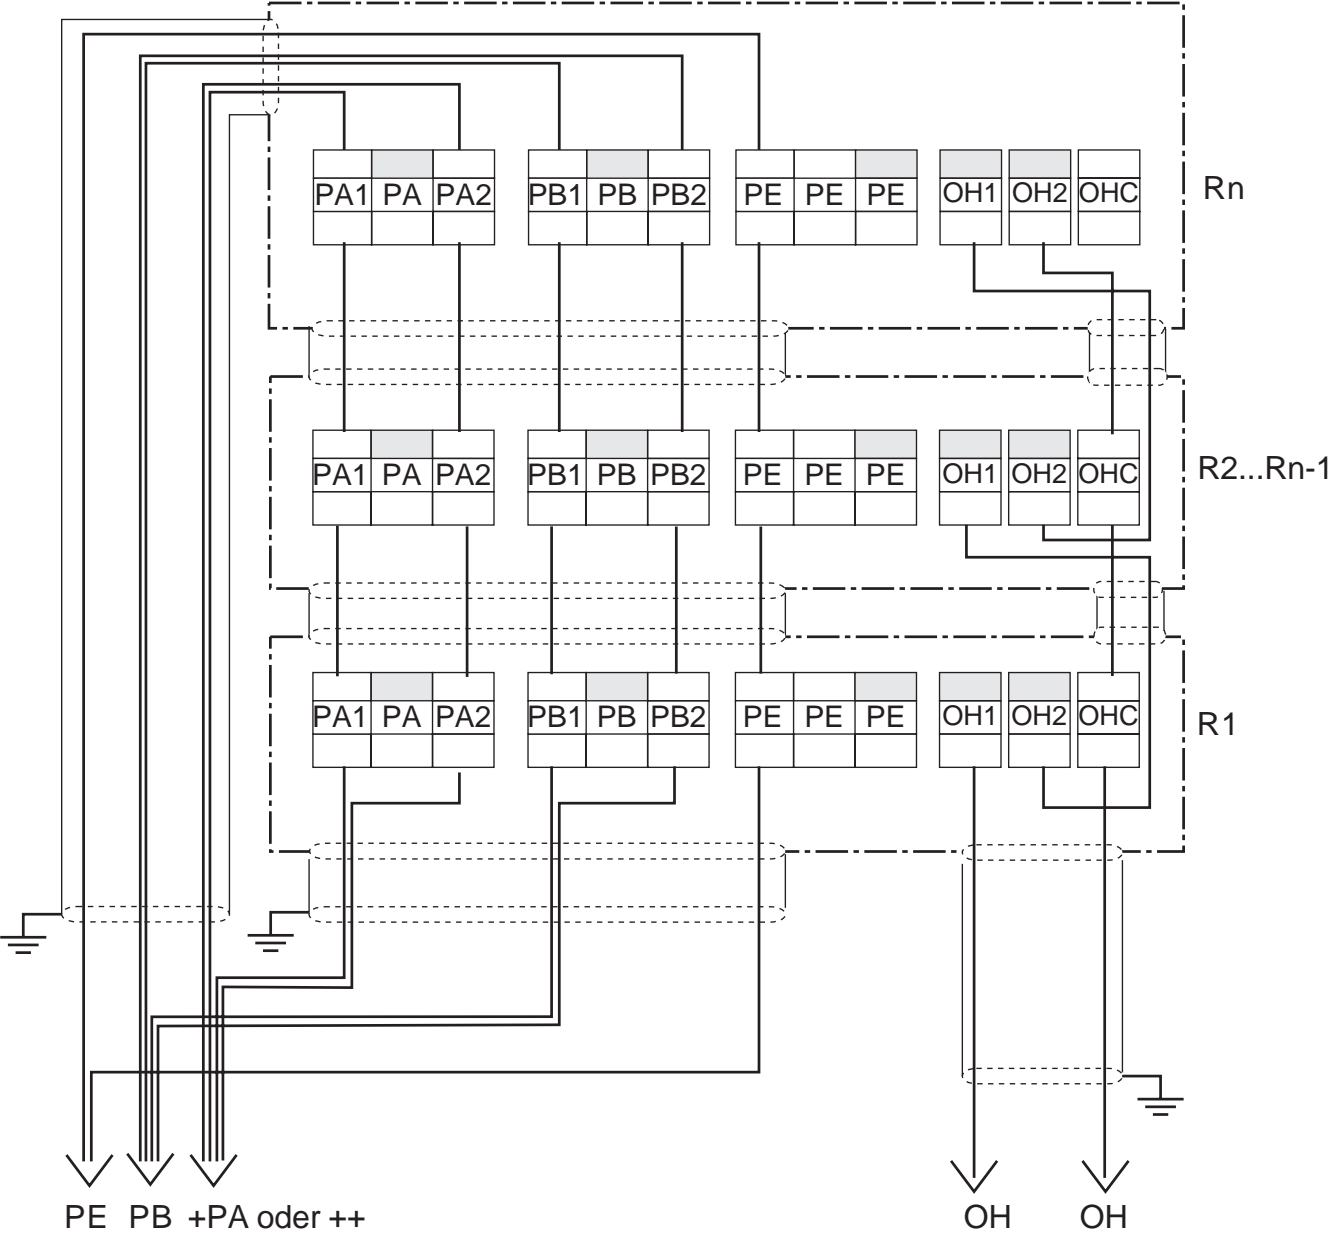 PA1 PA PA2 PB1 PB PB2 PE PE PE OH1 OH2 OHC Rn
PA1 PA PA2 PB1 PB PB2 PE PE PE OH1 OH2 OHC R2...Rn-1
PA1 PA PA2 PB1 PB PB2 PE PE PE OH1 OH2 OHC R1
PE PB +PA oder ++ OH OH